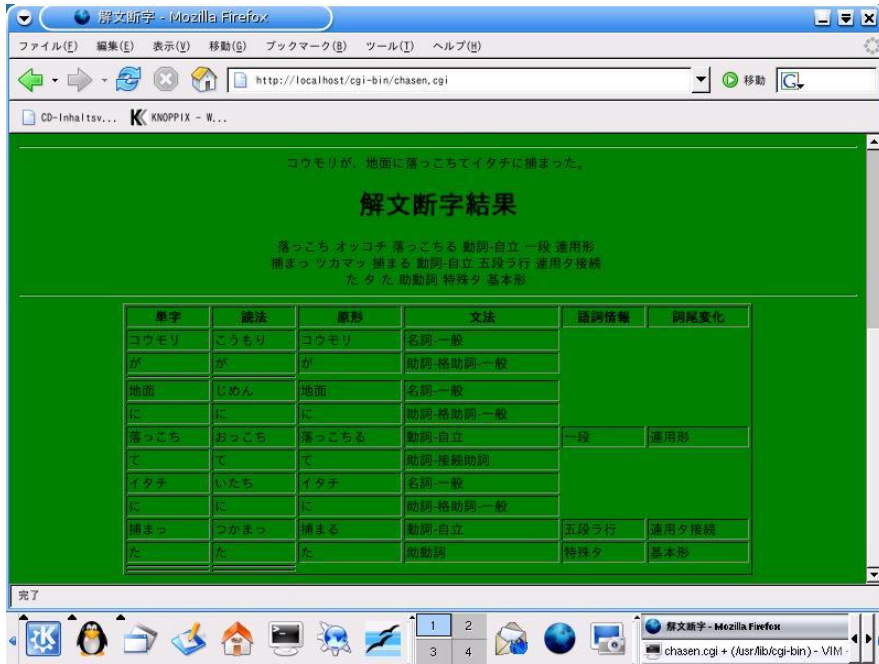 解文断字 - Mozilla Firefox
ファイル(F) 編集(E) 表示(V) 移動(G) ブックマーク(B) ツール(T) ヘルプ(H)
http://localhost/cgi-bin/chasen.cgi 移動 G
CD-Inhaltsv... KNOPPIX - W...
コウモリが、地面に落っこちてイタチに捕まった。
解文断字結果
落っこち オッコチ 落っこちる 動詞-自立 一段 連用形
捕まっ ツカマッ 捕まる 動詞-自立 五段ラ行 連用タ接続
た タ た 助動詞 特殊タ 基本形
単字 読法 原形 文法 語詞情報 詞尾変化
コウモリ こうもり コウモリ 名詞-一般
が が が 助詞-格助詞-一般
地面 じめん 地面 名詞-一般
に に に 助詞-格助詞-一般
落っこち おっこち 落っこちる 動詞-自立 一段 連用形
て て て 助詞-接続助詞
イタチ いたち イタチ 名詞-一般
に に に 助詞-格助詞-一般
捕まっ つかまっ 捕まる 動詞-自立 五段ラ行 連用タ接続
た た た 助動詞 特殊タ 基本形
完了
1 2
3 4
解文断字 - Mozilla Firefox
chasen.cgi + (/usr/lib/cgi-bin) - VIM -